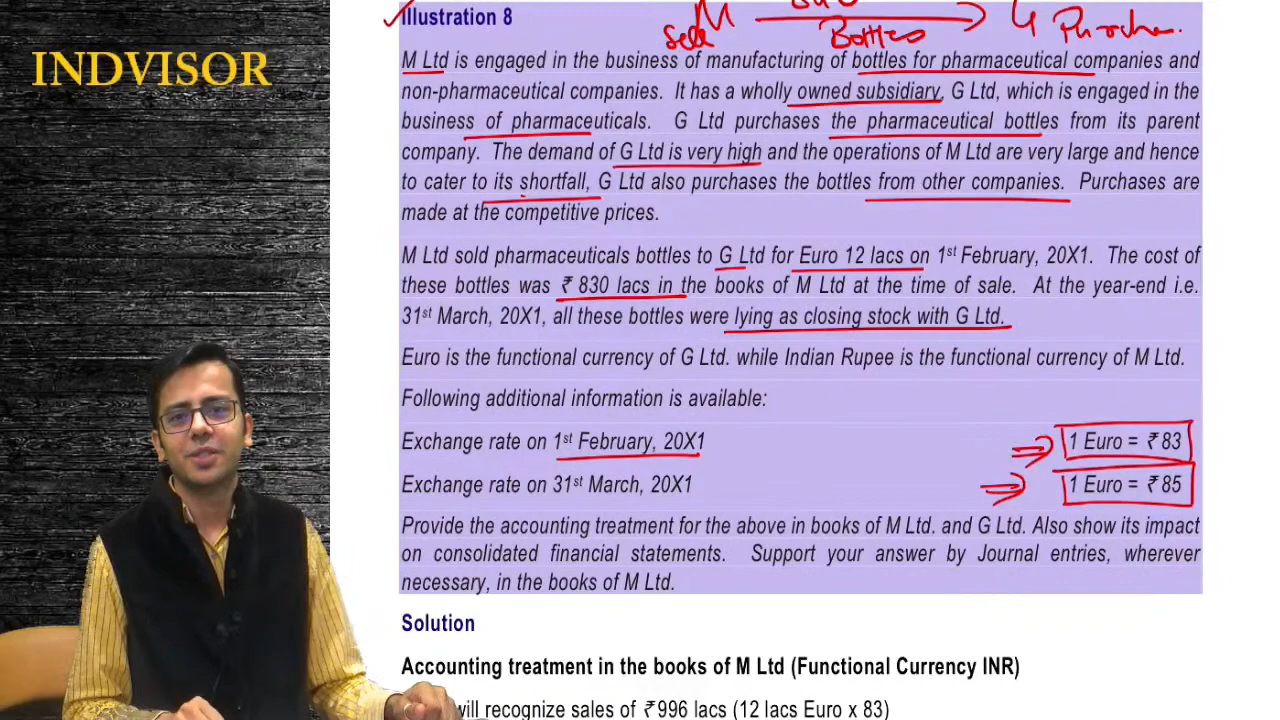 INDVISOR
Illustration 8
Sell M
Bottles
G Purchase.
M Ltd is engaged in the business of manufacturing of bottles for pharmaceutical companies and
non-pharmaceutical companies. It has a wholly owned subsidiary, G Ltd, which is engaged in the
business of pharmaceuticals. G Ltd purchases the pharmaceutical bottles from its parent
company. The demand of G Ltd is very high and the operations of M Ltd are very large and hence
to cater to its shortfall, G Ltd also purchases the bottles from other companies. Purchases are
made at the competitive prices.
M Ltd sold pharmaceuticals bottles to G Ltd for Euro 12 lacs on 1st February, 20X1. The cost of
these bottles was ₹ 830 lacs in the books of M Ltd at the time of sale. At the year-end i.e.
31st March, 20X1, all these bottles were lying as closing stock with G Ltd.
Euro is the functional currency of G Ltd. while Indian Rupee is the functional currency of M Ltd.
Following additional information is available:
Exchange rate on 1st February, 20X1 1 Euro = ₹ 83
Exchange rate on 31st March, 20X1 1 Euro = ₹ 85
Provide the accounting treatment for the above in books of M Ltd. and G Ltd. Also show its impact
on consolidated financial statements. Support your answer by Journal entries, wherever
necessary, in the books of M Ltd.
Solution
Accounting treatment in the books of M Ltd (Functional Currency INR)
will recognize sales of ₹ 996 lacs (12 lacs Euro x 83)